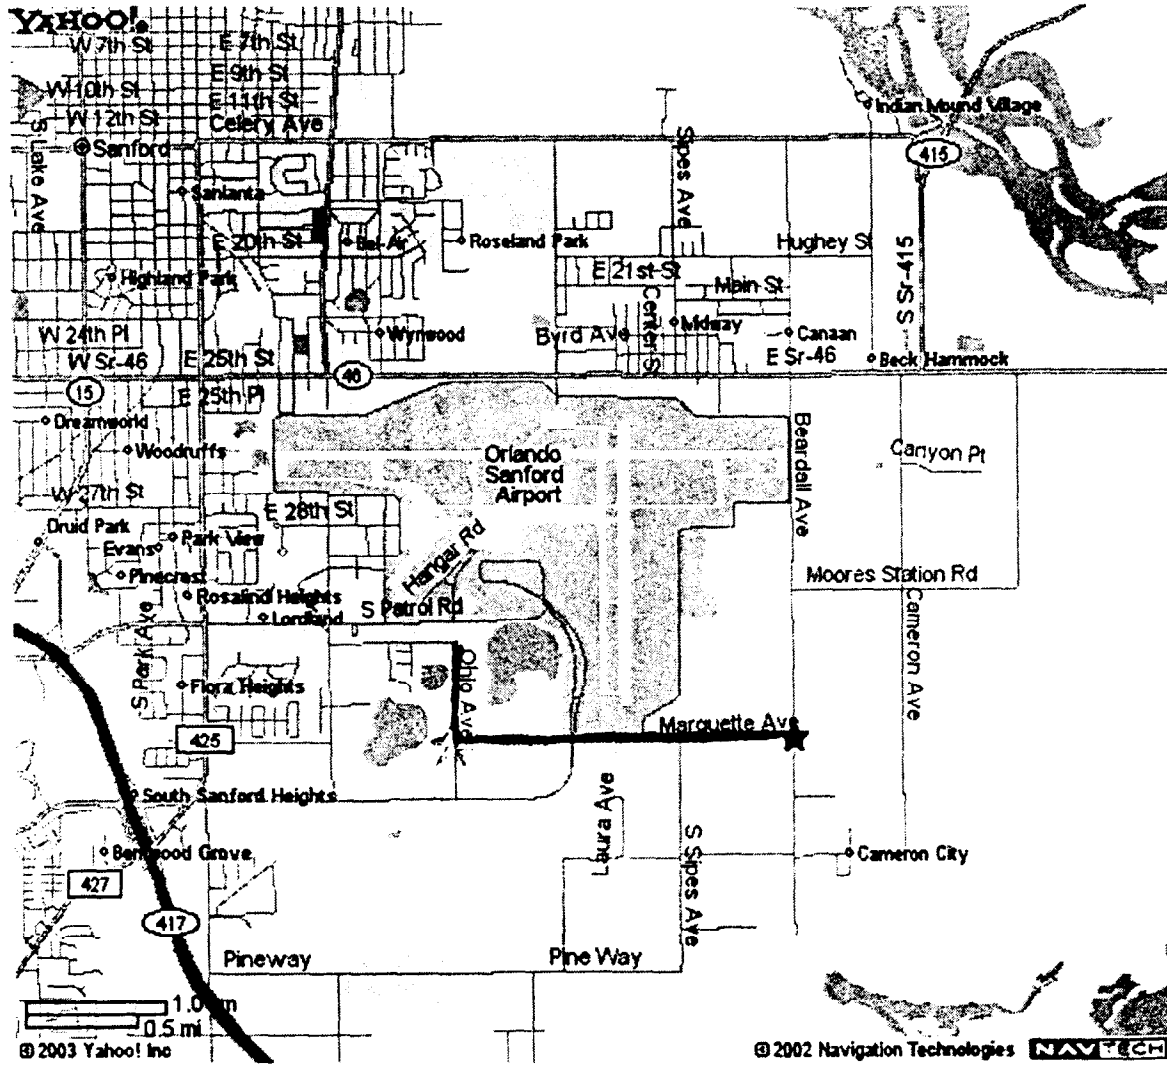 YAHOO!
W 7th St
E 7th St
E 9th St
W 10th St
E 11th St
W 12th St
Celery Ave
Indian Mound Village
S Lake Ave
Sanford
415
Sipes Ave
Sanlanta
E 20th St
Bel-Air
Roseland Park
Hughey St
S Sr-415
Highland Park
E 21st St
Main St
Center St
W 24th Pl
Wynwood
Byrd Av
Midway
Canaan
W Sr-46
E 25th St
E Sr-46
Beck Hammock
46
15
E 25th Pl
Dreamworld
Woodruffs
Orlando
Sanford
Airport
Beardall Ave
Canyon Pt
W 27th St
E 28th St
Druid Park
Park View
Evans
Hangar Rd
Pinecrest
Moores Station Rd
Rosalind Heights
S Patrol Rd
Lordland
S Park Ave
Cameron Ave
Ohio Ave
Flora Heights
Marquette Ave
425
South Sanford Heights
Laura Ave
S Sipes Ave
Bentwood Grove
Cameron City
427
417
Pineway
Pine Way
0.5 mi
© 2003 Yahoo! Inc
© 2002 Navigation Technologies
NAVTECH